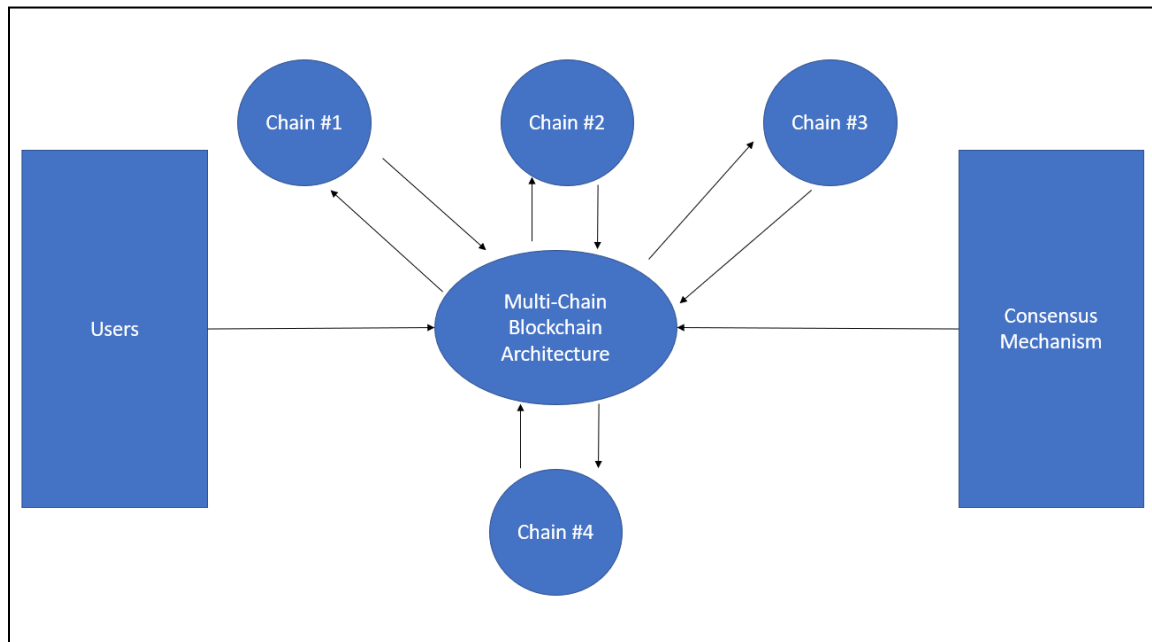 Chain #1
Chain #2
Chain #3
Users
Multi-Chain
Blockchain
Architecture
Consensus
Mechanism
Chain #4